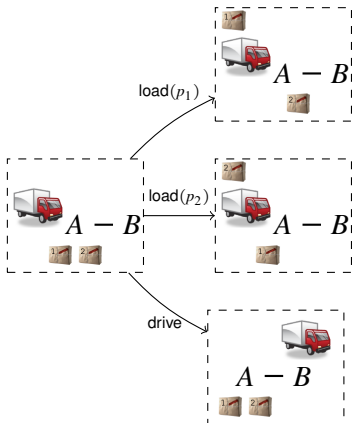 1
A – B
2
load(p₁)
1 2
A – B
load(p₂)
2
A – B
1
drive
A – B
1 2